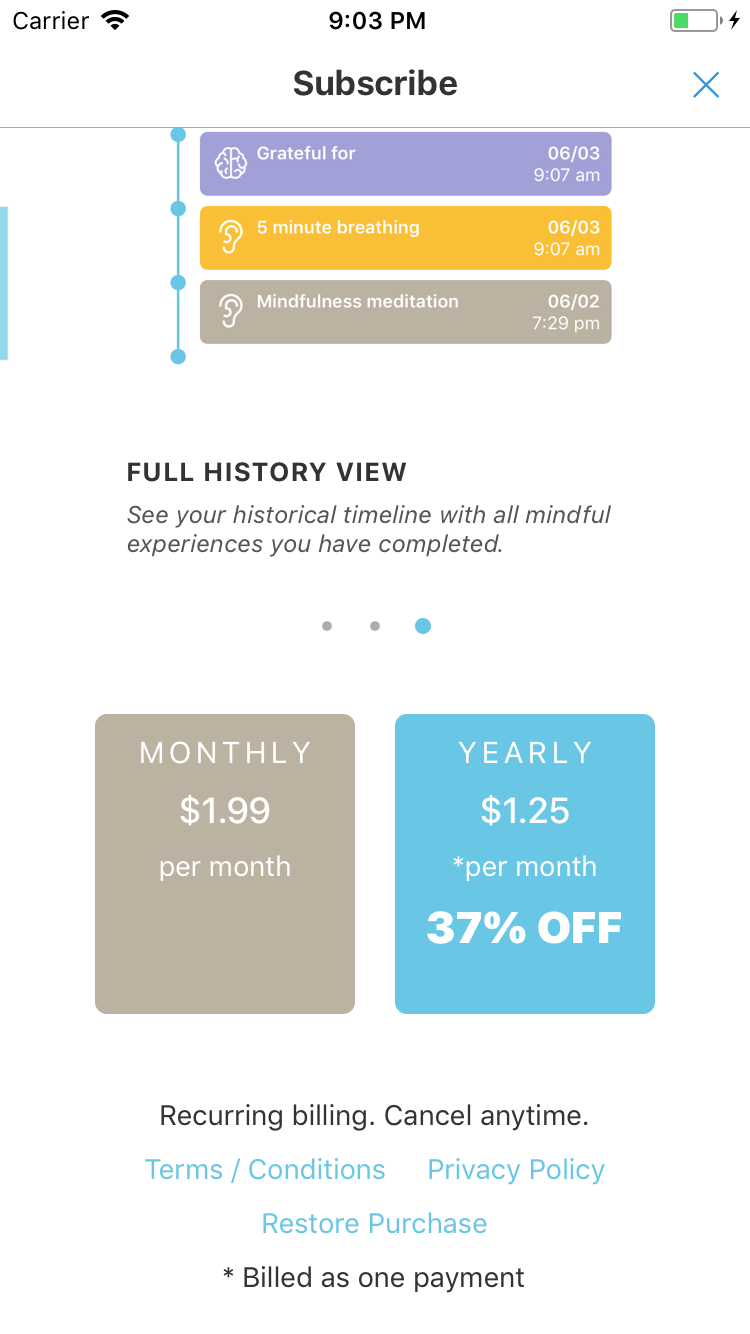 Carrier 9:03 PM
Subscribe
Grateful for 06/03
9:07 am
5 minute breathing 06/03
9:07 am
Mindfulness meditation 06/02
7:29 pm
FULL HISTORY VIEW
See your historical timeline with all mindful
experiences you have completed.
MONTHLY
$1.99
per month
YEARLY
$1.25
*per month
37% OFF
Recurring billing. Cancel anytime.
Terms / Conditions Privacy Policy
Restore Purchase
* Billed as one payment